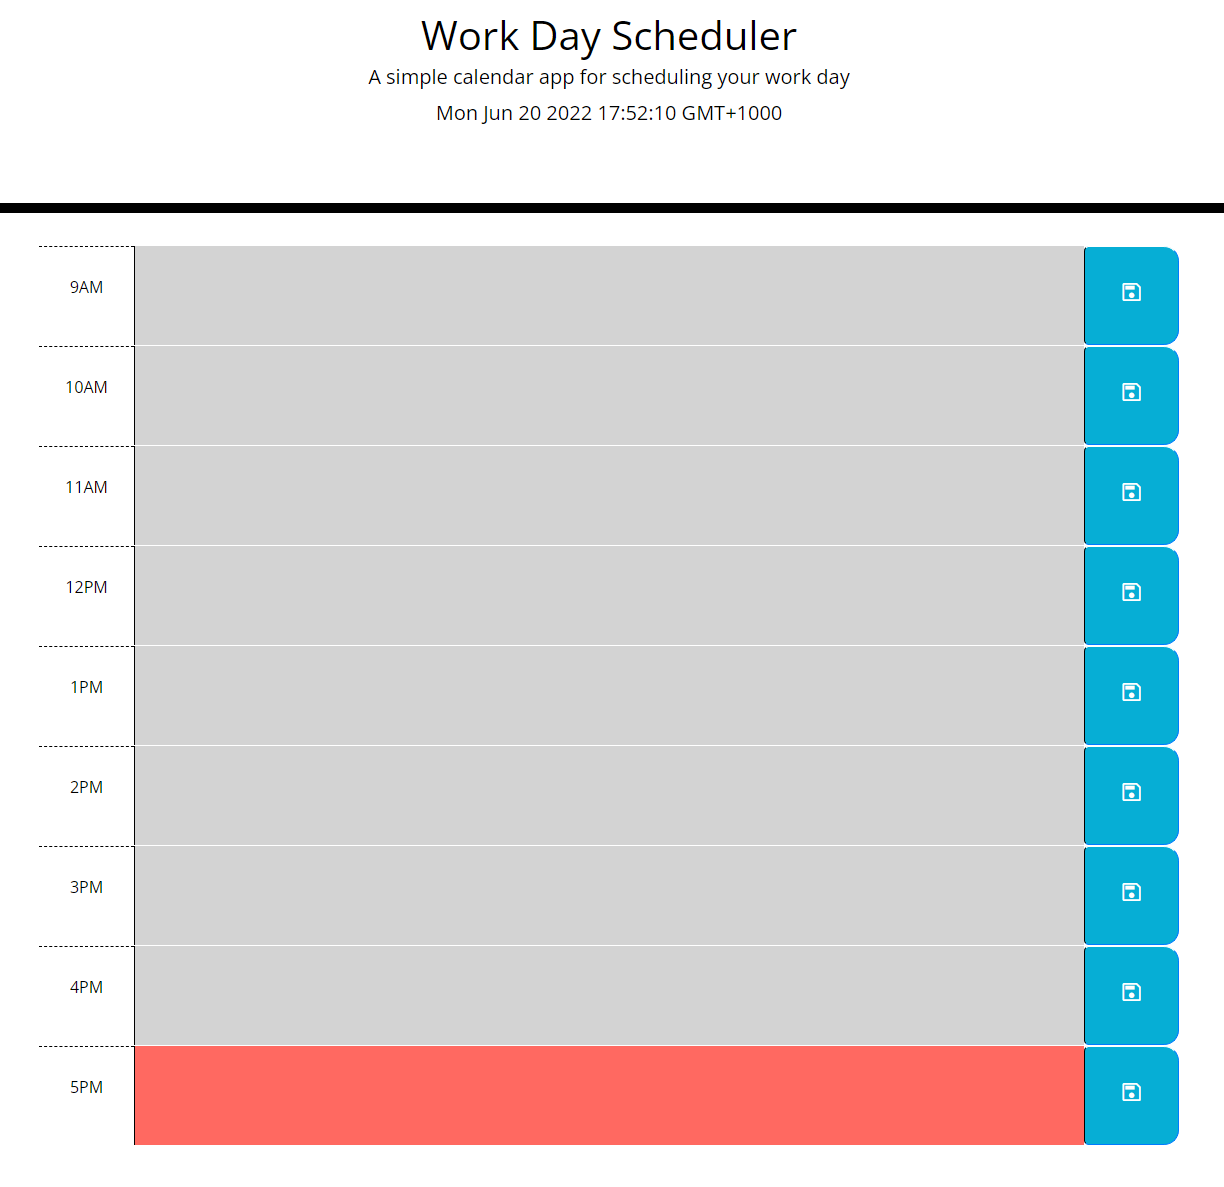 Work Day Scheduler
A simple calendar app for scheduling your work day
Mon Jun 20 2022 17:52:10 GMT+1000
9AM
10AM
11AM
12PM
1PM
2PM
3PM
4PM
5PM